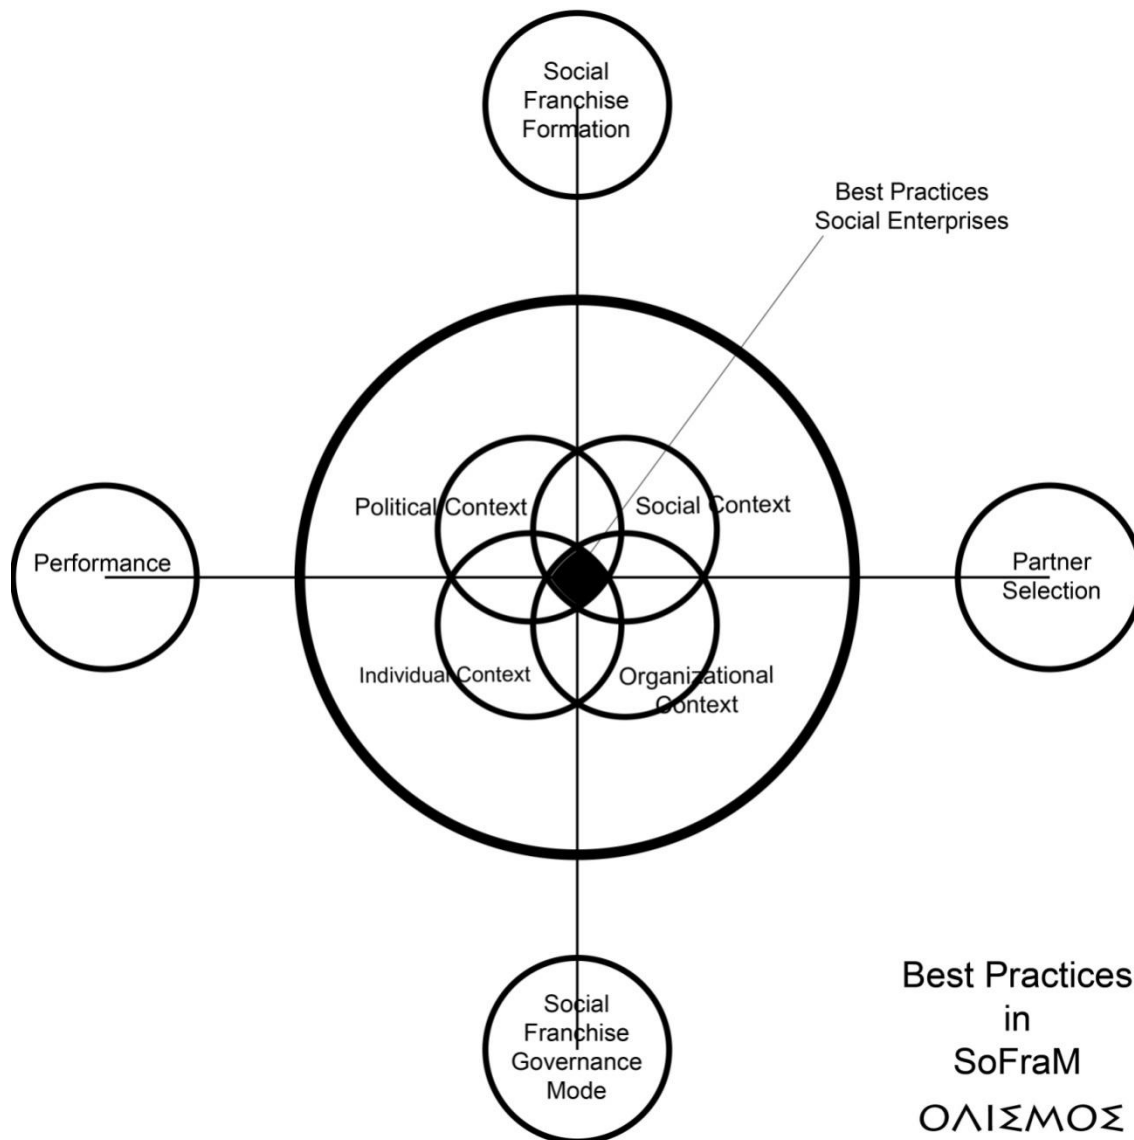 Social
Franchise
Formation
Best Practices
Social Enterprises
Political Context
Social Context
Performance
Partner
Selection
Individual Context
Organizational
Context
Social
Franchise
Governance
Mode
Best Practices
in
SoFraM
ΟΛΙΣΜΟΣ